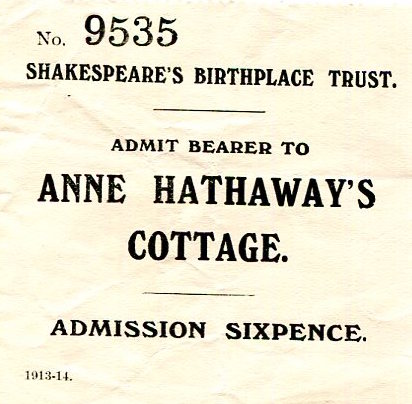 No. 9535
SHAKESPEARE'S BIRTHPLACE TRUST.
ADMIT BEARER TO
ANNE HATHAWAY'S
COTTAGE.
ADMISSION SIXPENCE.
1913-14.